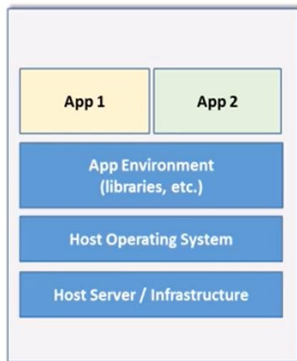 App 1
App 2
App Environment
(libraries, etc.)
Host Operating System
Host Server / Infrastructure